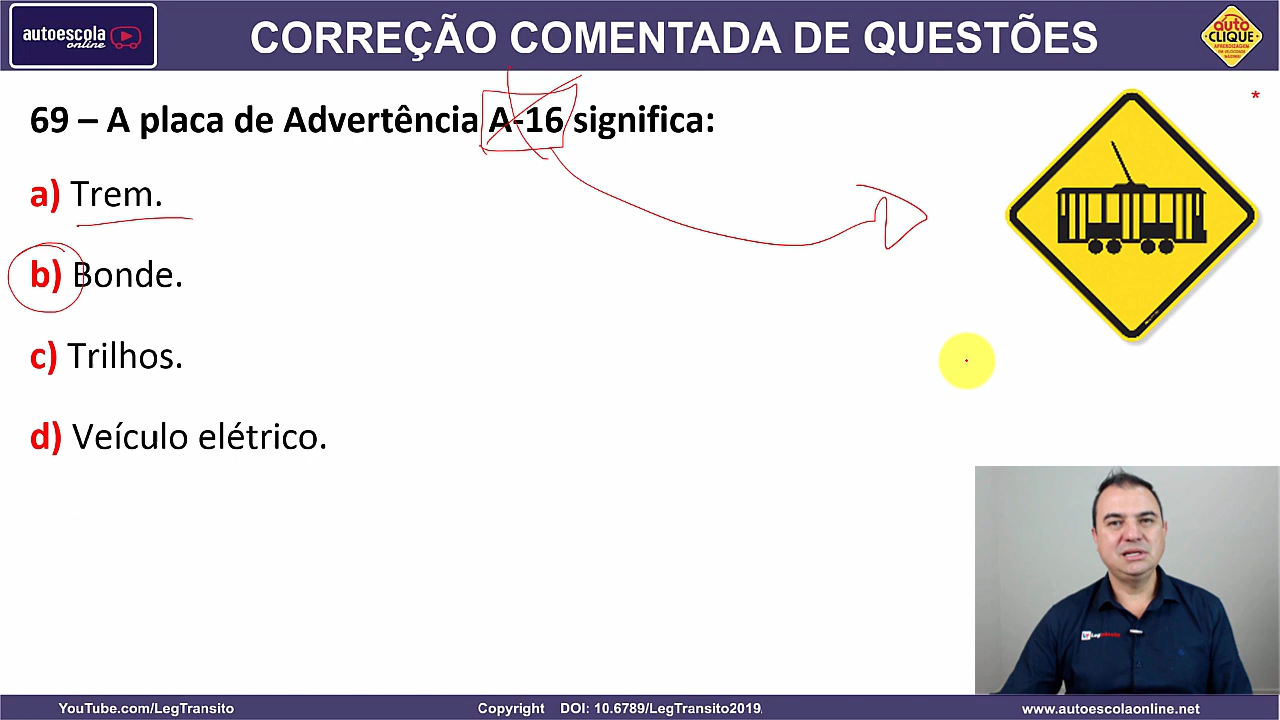 autoescola
online
CORREÇÃO COMENTADA DE QUESTÕES
auto
CLIQUE
APRENDIZAGEM
69 – A placa de Advertência A-16 significa:
*
a) Trem.
b) Bonde.
c) Trilhos.
d) Veículo elétrico.
YouTube.com/LegTransito
Copyright DOI: 10.6789/LegTransito2019
www.autoescolaonline.net